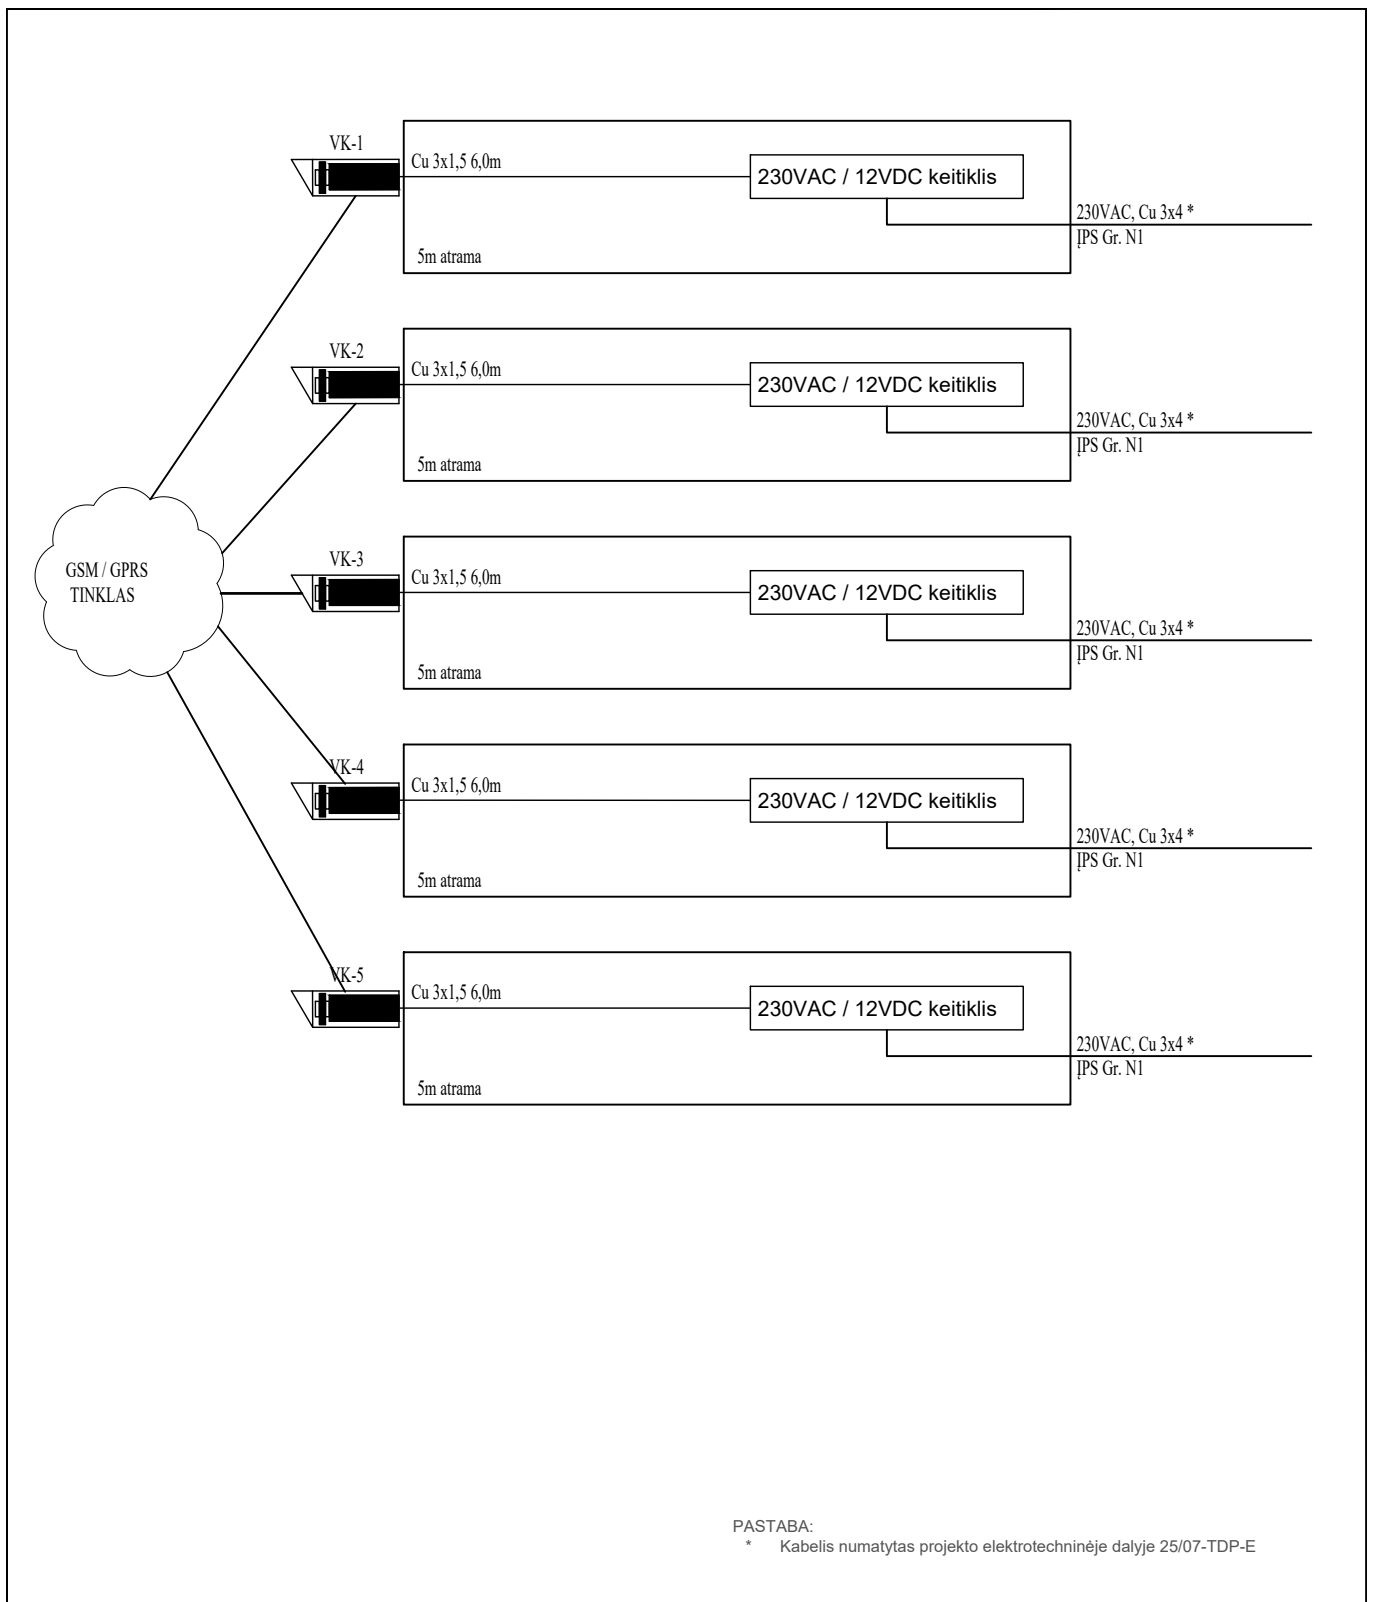 VK-1
Cu 3x1,5 6,0m
230VAC / 12VDC keitiklis
230VAC, Cu 3x4 *
ĮPS Gr. N1
5m atrama
VK-2
Cu 3x1,5 6,0m
230VAC / 12VDC keitiklis
230VAC, Cu 3x4 *
ĮPS Gr. N1
5m atrama
GSM / GPRS
TINKLAS
VK-3
Cu 3x1,5 6,0m
230VAC / 12VDC keitiklis
230VAC, Cu 3x4 *
ĮPS Gr. N1
5m atrama
VK-4
Cu 3x1,5 6,0m
230VAC / 12VDC keitiklis
230VAC, Cu 3x4 *
ĮPS Gr. N1
5m atrama
VK-5
Cu 3x1,5 6,0m
230VAC / 12VDC keitiklis
230VAC, Cu 3x4 *
ĮPS Gr. N1
5m atrama
PASTABA:
* Kabelis numatytas projekto elektrotechninėje dalyje 25/07-TDP-E